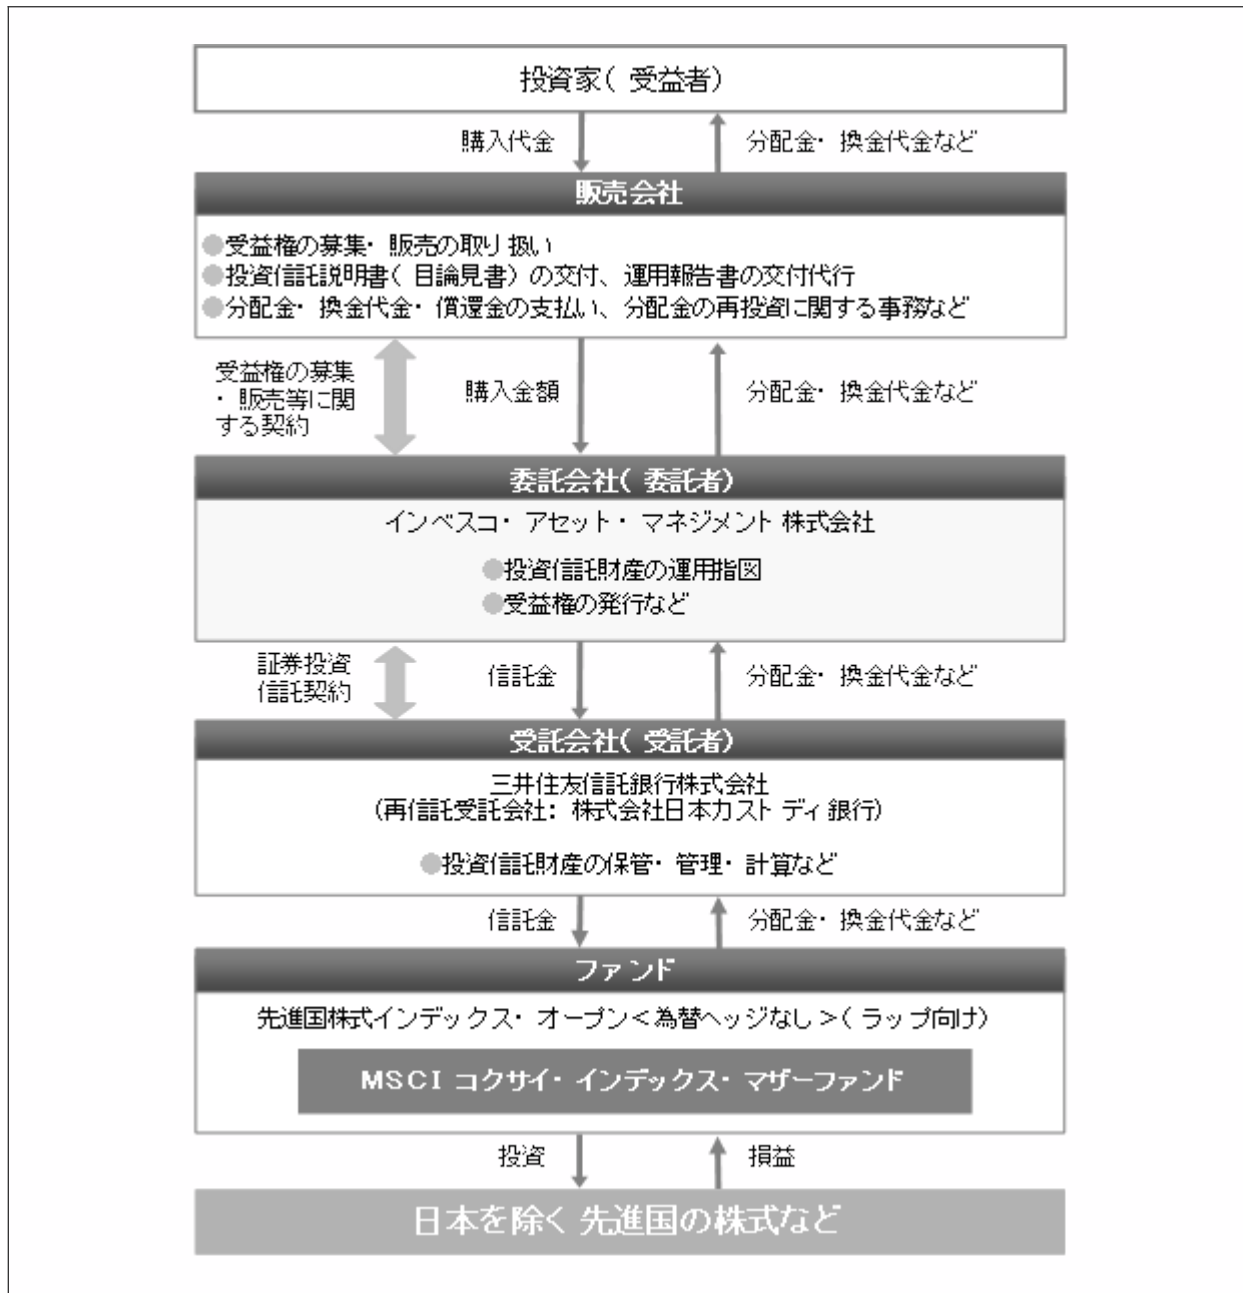 投資家(受益者)
購入代金
分配金・換金代金など
販売会社
●受益権の募集・販売の取り扱い
●投資信託説明書(目論見書)の交付、運用報告書の交付代行
●分配金・換金代金・償還金の支払い、分配金の再投資に関する事務など
受益権の募集
・販売等に関
する契約
購入金額
分配金・換金代金など
委託会社(委託者)
インベスコ・アセット・マネジメント株式会社
●投資信託財産の運用指図
●受益権の発行など
証券投資
信託契約
信託金
分配金・換金代金など
受託会社(受託者)
三井住友信託銀行株式会社
(再信託受託会社:株式会社日本カストディ銀行)
●投資信託財産の保管・管理・計算など
信託金
分配金・換金代金など
ファンド
先進国株式インデックス・オープン<為替ヘッジなし>(ラップ向け)
MSCI コクサイ・インデックス・マザーファンド
投資
損益
日本を除く先進国の株式など